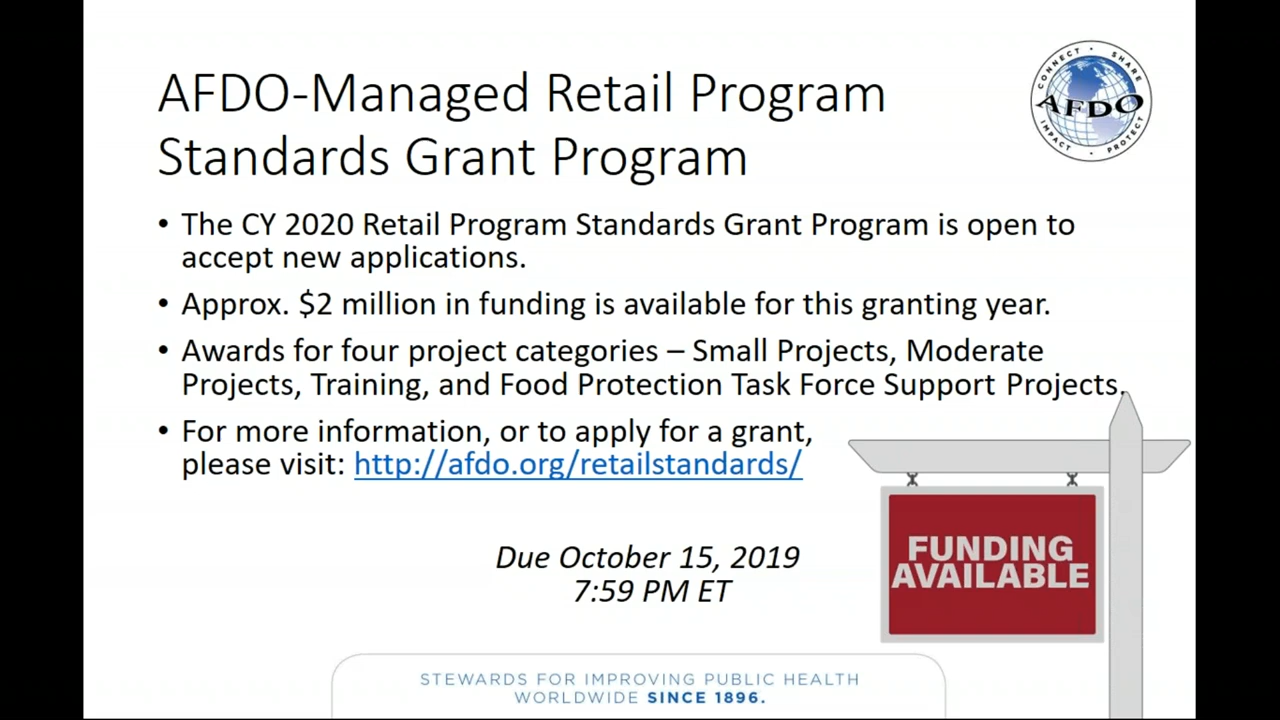 AFDO-Managed Retail Program
Standards Grant Program
CONNECT • SHARE
AFDO
IMPACT • PROTECT
• The CY 2020 Retail Program Standards Grant Program is open to
accept new applications.
• Approx. $2 million in funding is available for this granting year.
• Awards for four project categories – Small Projects, Moderate
Projects, Training, and Food Protection Task Force Support Projects.
• For more information, or to apply for a grant,
please visit: http://afdo.org/retailstandards/
FUNDING
AVAILABLE
Due October 15, 2019
7:59 PM ET
STEWARDS FOR IMPROVING PUBLIC HEALTH
WORLDWIDE SINCE 1896.